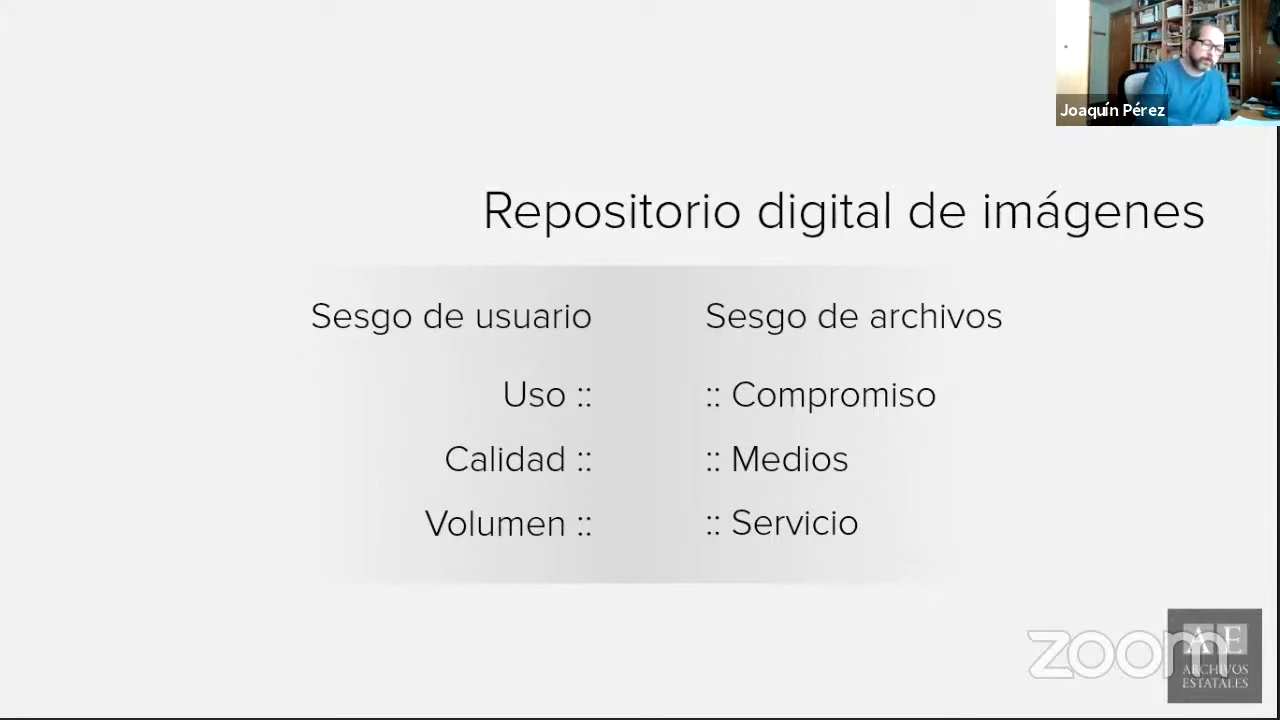 Joaquín Pérez
Repositorio digital de imágenes
Sesgo de usuario
Uso ::
Calidad ::
Volumen ::
Sesgo de archivos
:: Compromiso
:: Medios
:: Servicio
zoom
AE
ARCHIVOS
ESTATALES